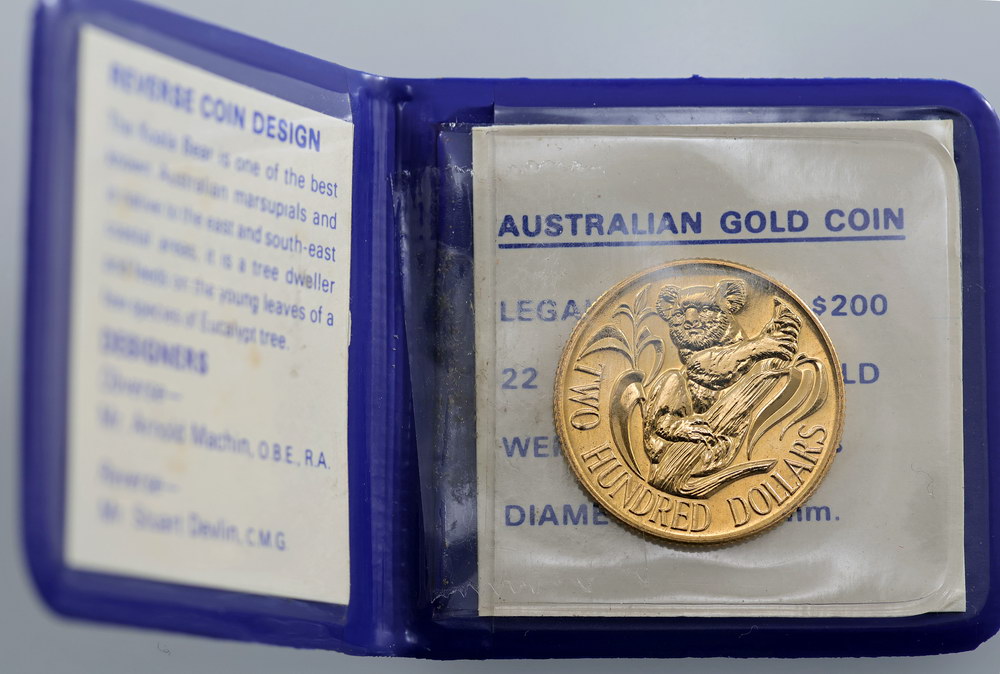 REVERSE COIN DESIGN
The Koala Bear is one of the best
known Australian marsupials and
is native to the east and south-east
coastal areas, it is a tree dweller
and feeds on the young leaves of a
few species of Eucalypt tree.
DESIGNERS
Obverse—
Mr. Arnold Machin, O.B.E., R.A.
Reverse—
Mr. Stuart Devlin, C.M.G
AUSTRALIAN GOLD COIN
LEGA $200
22 LD
WEI
DIAME mm.
TWO HUNDRED DOLLARS